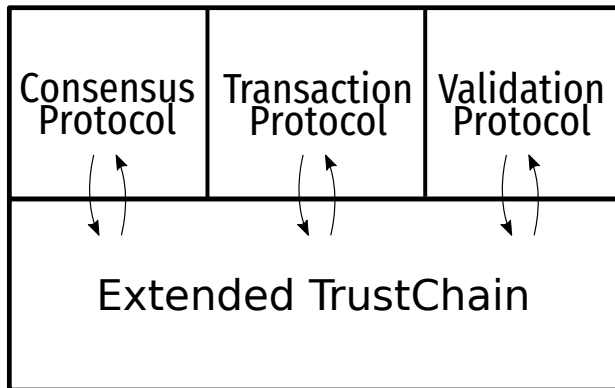 Consensus
Protocol
Transaction
Protocol
Validation
Protocol
Extended TrustChain